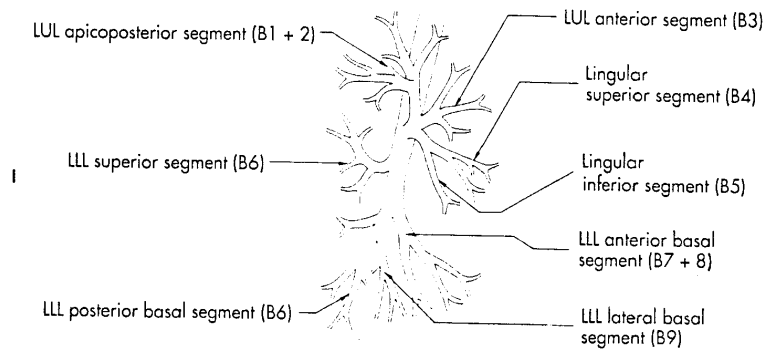 LUL apicoposterior segment (B1 + 2)
LUL anterior segment (B3)
Lingular
superior segment (B4)
LLL superior segment (B6)
Lingular
inferior segment (B5)
LLL anterior basal
segment (B7 + 8)
LLL posterior basal segment (B6)
LLL lateral basal
segment (B9)